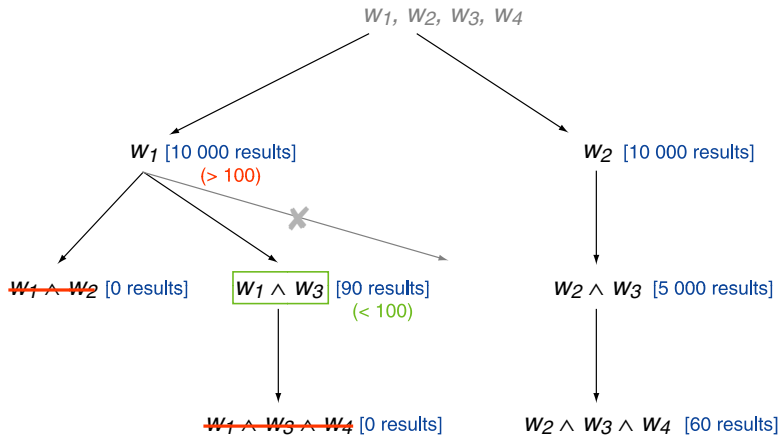 w1, w2, w3, w4
w1 [10 000 results]
(> 100)
w2 [10 000 results]
w1 ∧ w2 [0 results]
w1 ∧ w3 [90 results]
(< 100)
w2 ∧ w3 [5 000 results]
w1 ∧ w3 ∧ w4 [0 results]
w2 ∧ w3 ∧ w4 [60 results]